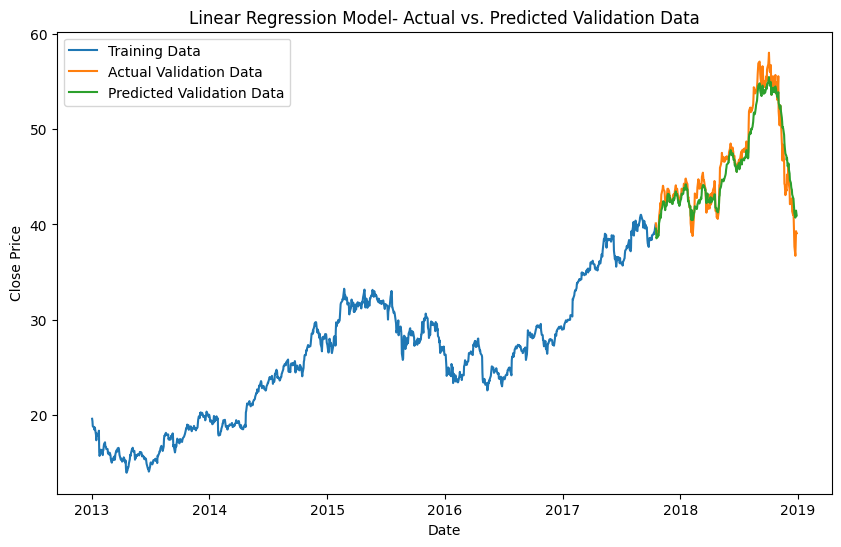 Linear Regression Model- Actual vs. Predicted Validation Data
Training Data
Actual Validation Data
Predicted Validation Data
Close Price
60
50
40
30
20
2013
2014
2015
2016
2017
2018
2019
Date